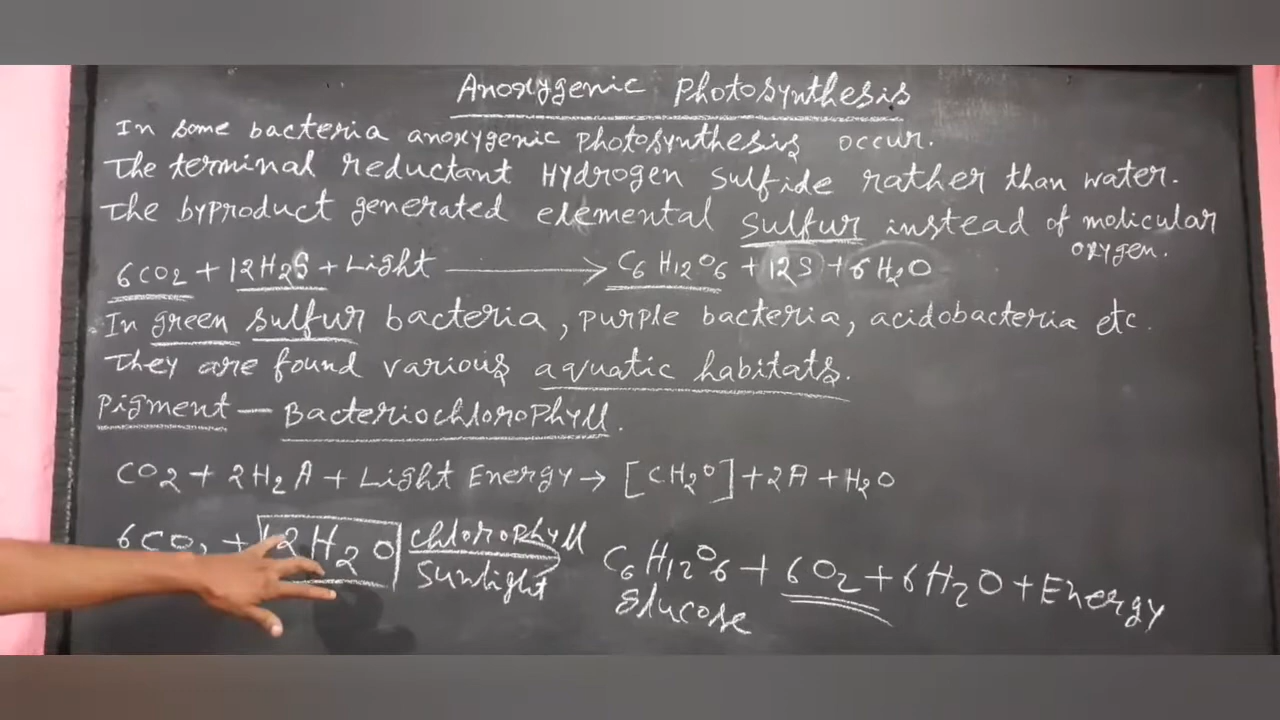 Anoxygenic Photosynthesis
In some bacteria anoxygenic photosynthesis occur.
The terminal reductant Hydrogen sulfide rather than water.
The byproduct generated elemental sulfur instead of molicular
oxygen.
6CO2 + 12H2S + Light ⟶ C6H12O6 + 12S + 6H2O
In green sulfur bacteria, purple bacteria, acidobacteria etc.
They are found various aquatic habitats.
Pigment — Bacteriochlorophyll.
CO2 + 2H2A + Light Energy → [CH2O] + 2A + H2O
6CO2 + 12H2O chlorophyll C6H12O6 + 6O2 + 6H2O + Energy
Sunlight Glucose